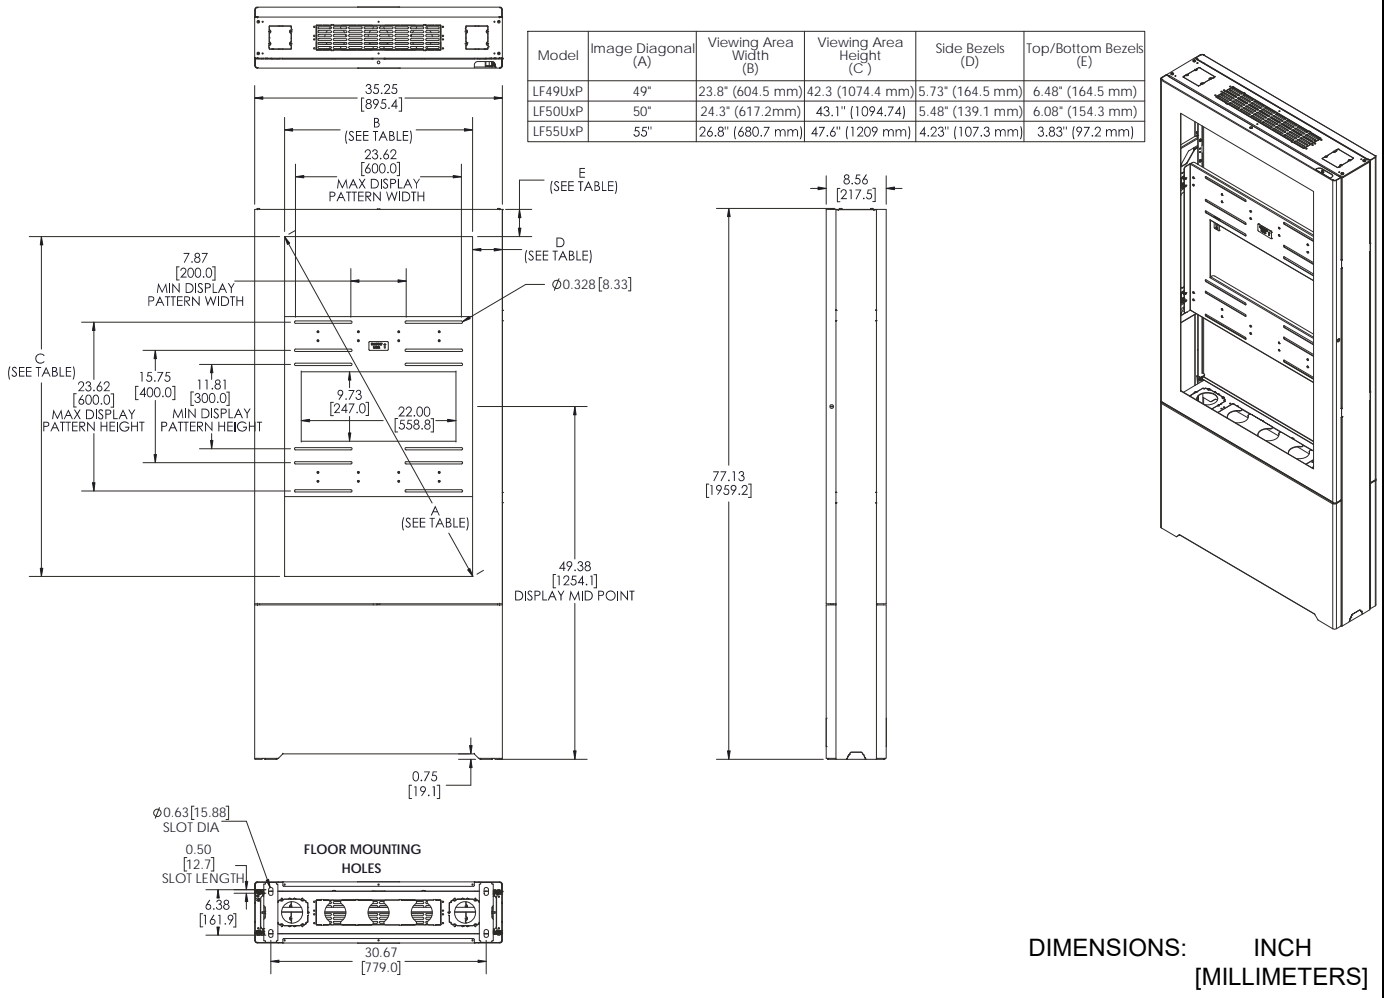 Model
Image Diagonal
(A)
Viewing Area
Width
(B)
Viewing Area
Height
(C )
Side Bezels
(D)
Top/Bottom Bezels
(E)
LF49UxP 49" 23.8" (604.5 mm) 42.3 (1074.4 mm) 5.73" (164.5 mm) 6.48" (164.5 mm)
LF50UxP 50" 24.3" (617.2mm) 43.1" (1094.74) 5.48" (139.1 mm) 6.08" (154.3 mm)
LF55UxP 55" 26.8" (680.7 mm) 47.6" (1209 mm) 4.23" (107.3 mm) 3.83" (97.2 mm)
35.25
[895.4]
B
(SEE TABLE)
23.62
[600.0]
MAX DISPLAY
PATTERN WIDTH
E
(SEE TABLE)
D
(SEE TABLE)
7.87
[200.0]
MIN DISPLAY
PATTERN WIDTH
Ø0.328 [8.33]
C
(SEE TABLE)
23.62
[600.0]
MAX DISPLAY
PATTERN HEIGHT
15.75
[400.0]
11.81
[300.0]
MIN DISPLAY
PATTERN HEIGHT
9.73
[247.0]
22.00
[558.8]
A
(SEE TABLE)
49.38
[1254.1]
DISPLAY MID POINT
0.75
[19.1]
8.56
[217.5]
77.13
[1959.2]
Ø0.63[15.88]
SLOT DIA
0.50
[12.7]
SLOT LENGTH
6.38
[161.9]
FLOOR MOUNTING
HOLES
30.67
[779.0]
DIMENSIONS: INCH
[MILLIMETERS]